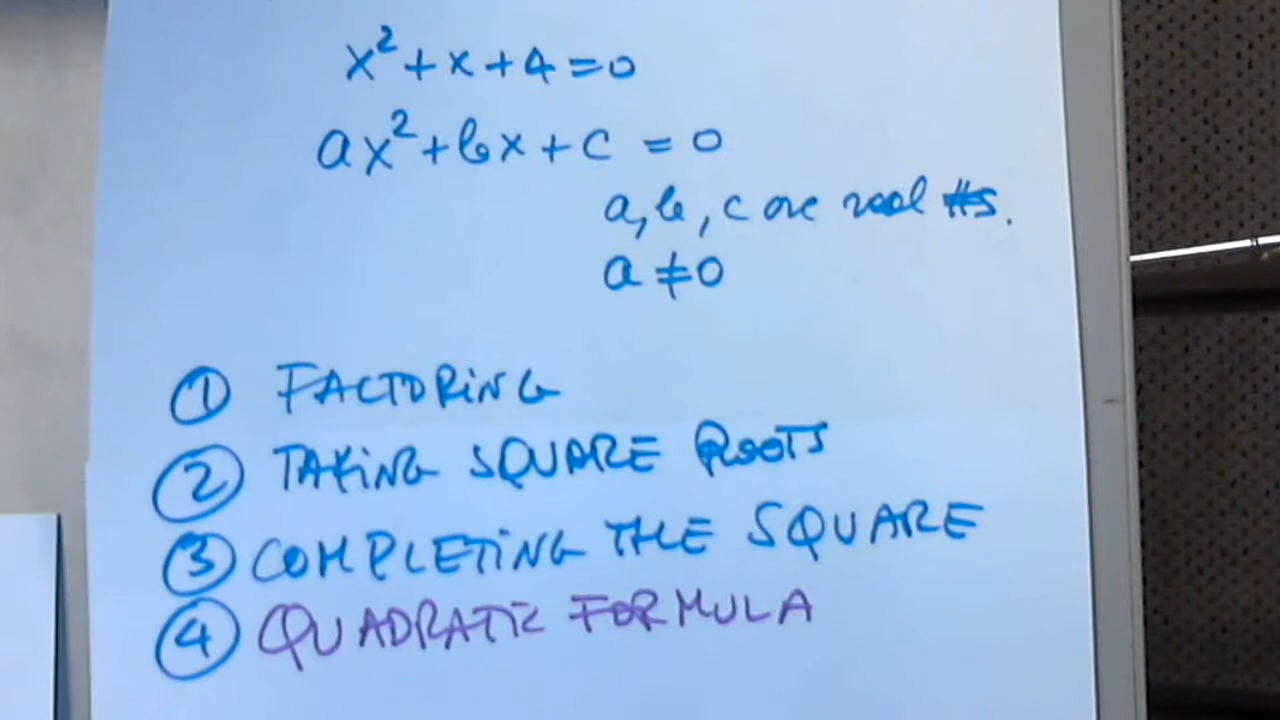 x²+x+4=0
ax²+bx+c=0
a,b,c are real #s.
a≠0
① FACTORING
② TAKING SQUARE ROOTS
③ COMPLETING THE SQUARE
④ QUADRATIC FORMULA